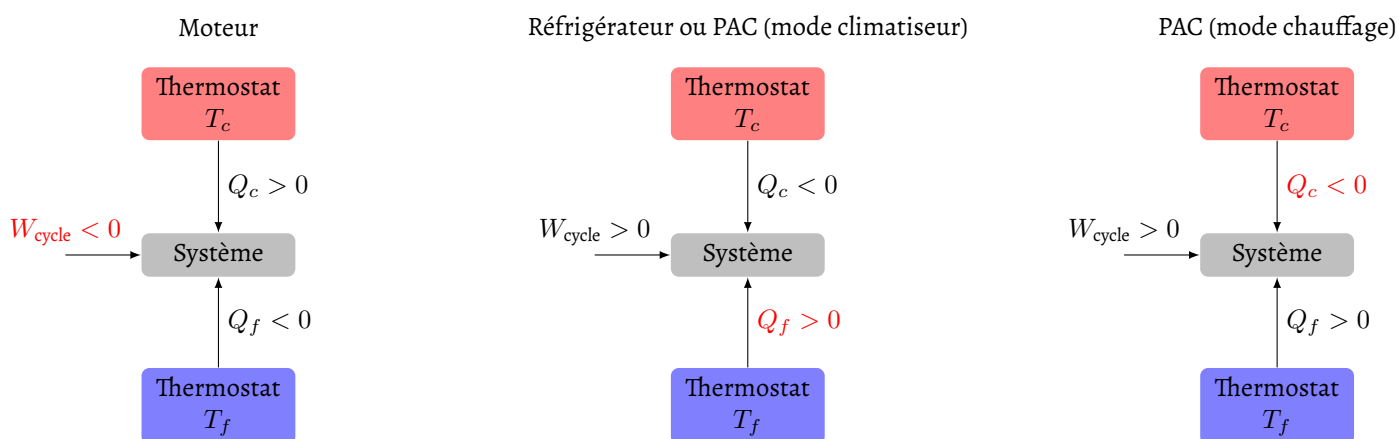 Moteur
Thermostat
T_c
Q_c > 0
W_cycle < 0
Système
Q_f < 0
Thermostat
T_f
Réfrigérateur ou PAC (mode climatiseur)
Thermostat
T_c
Q_c < 0
W_cycle > 0
Système
Q_f > 0
Thermostat
T_f
PAC (mode chauffage)
Thermostat
T_c
Q_c < 0
W_cycle > 0
Système
Q_f > 0
Thermostat
T_f